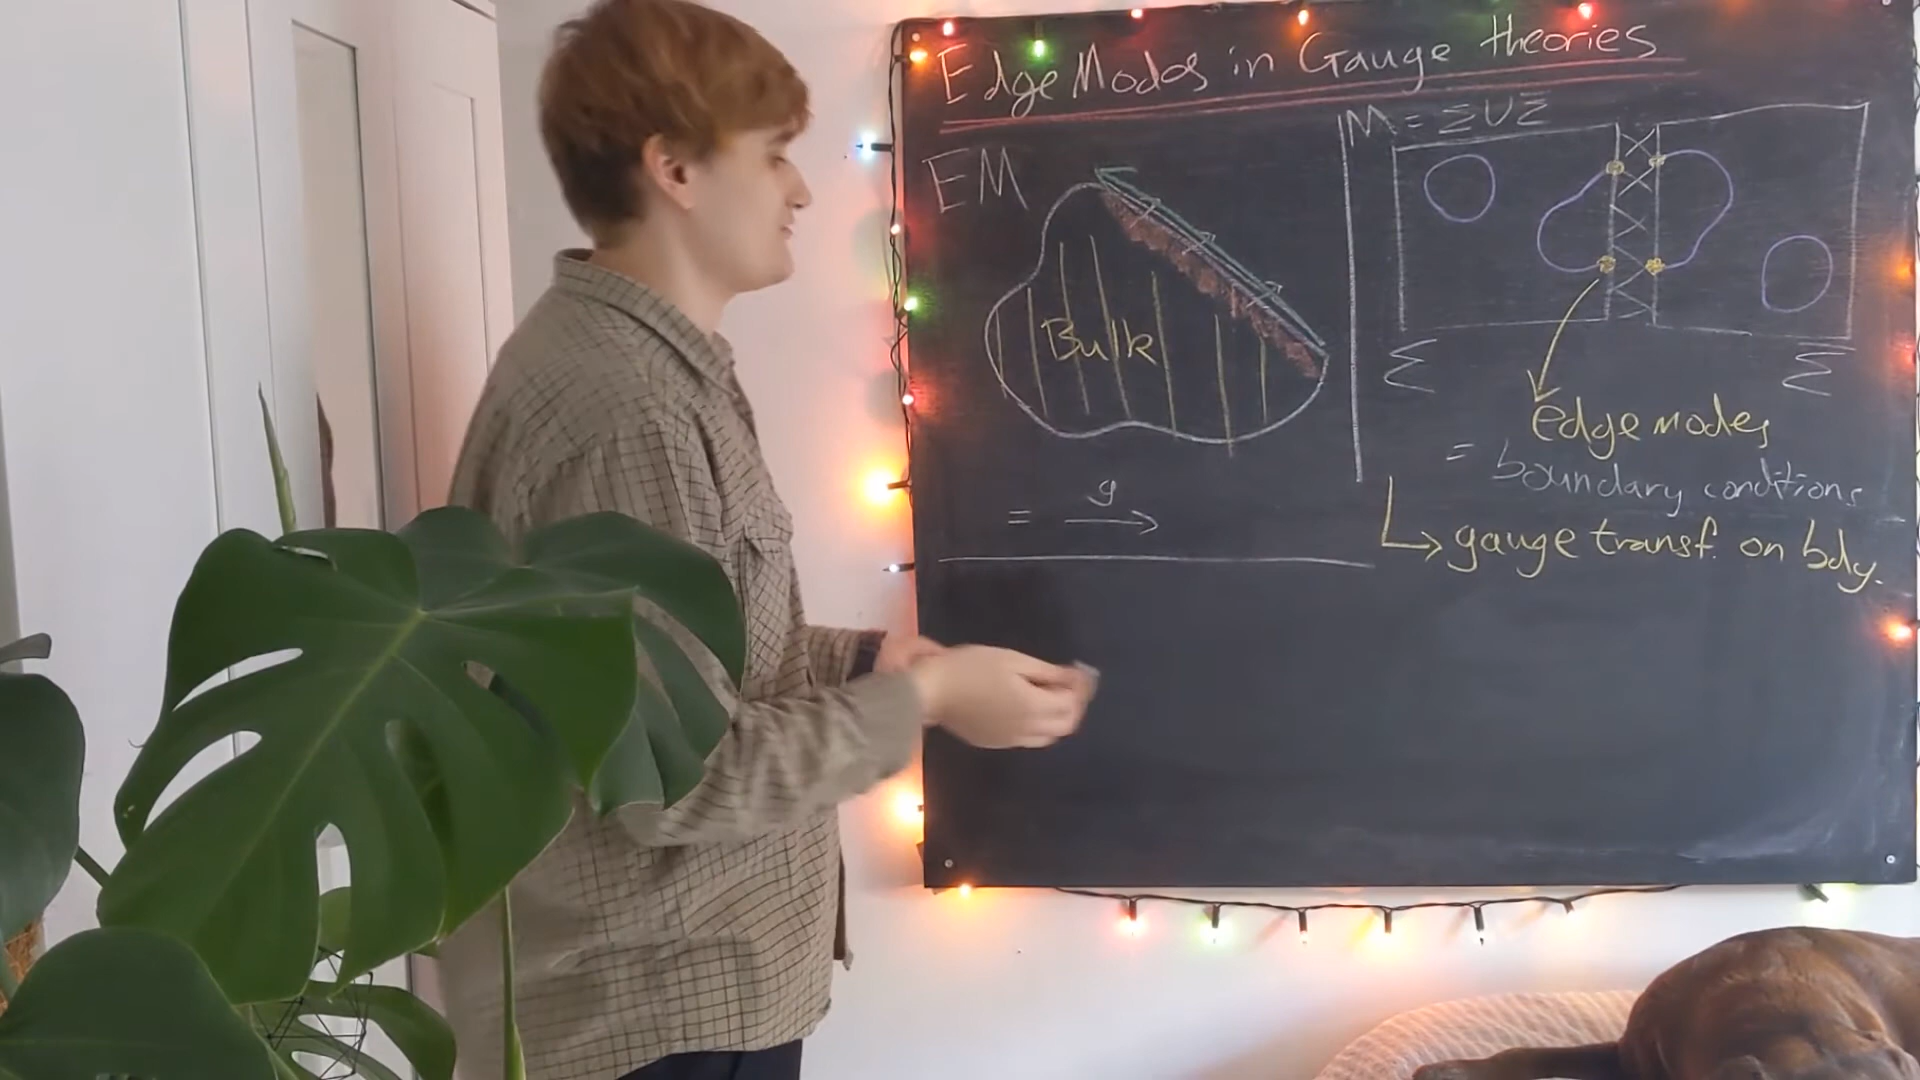 Edge Modes in Gauge theories
EM
Bulk
= g →
M = Σ∪Σ̄
Σ
Σ̄
edge modes
= boundary conditions
↳ gauge transf. on bdy.